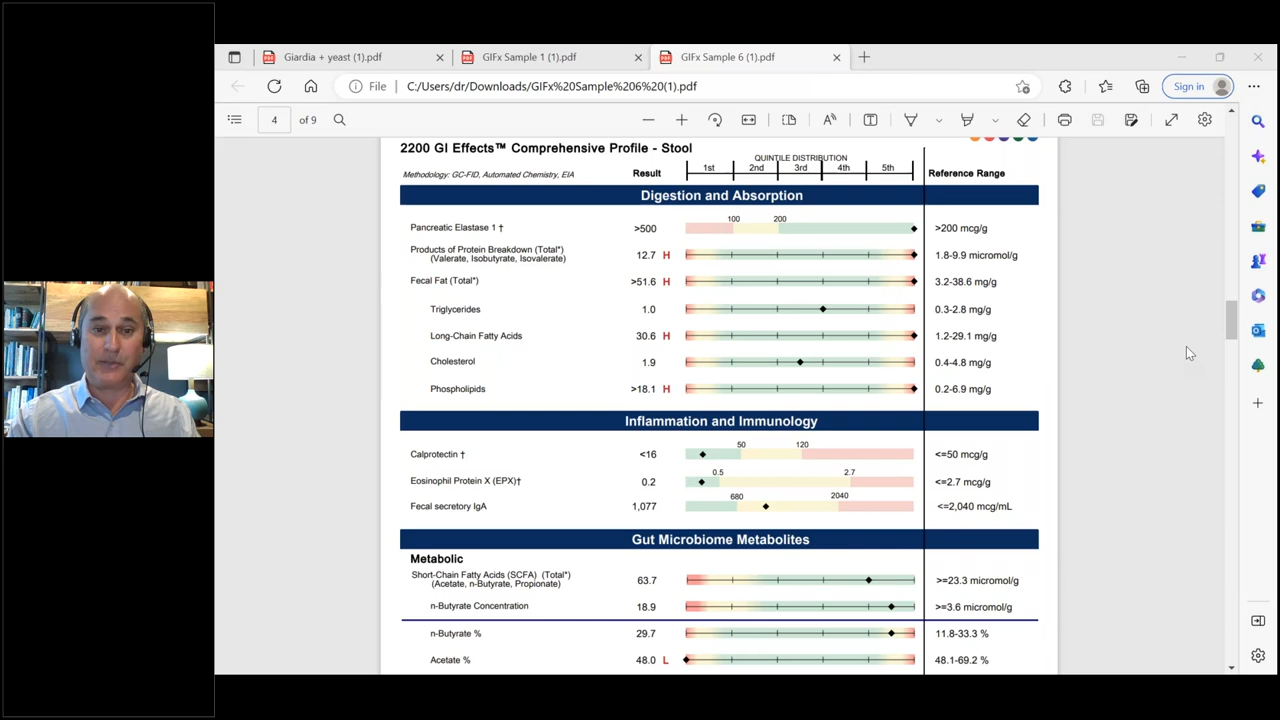 Giardia + yeast (1).pdf
GIFx Sample 1 (1).pdf
GIFx Sample 6 (1).pdf
File C:/Users/dr/Downloads/GIFx%20Sample%206%20(1).pdf
Sign in
4 of 9
2200 GI Effects™ Comprehensive Profile - Stool
QUINTILE DISTRIBUTION
1st 2nd 3rd 4th 5th
Methodology: GC-FID, Automated Chemistry, EIA Result Reference Range
Digestion and Absorption
100 200
Pancreatic Elastase 1 † >500 >200 mcg/g
Products of Protein Breakdown (Total*)
(Valerate, Isobutyrate, Isovalerate) 12.7 H 1.8-9.9 micromol/g
Fecal Fat (Total*) >51.6 H 3.2-38.6 mg/g
Triglycerides 1.0 0.3-2.8 mg/g
Long-Chain Fatty Acids 30.6 H 1.2-29.1 mg/g
Cholesterol 1.9 0.4-4.8 mg/g
Phospholipids >18.1 H 0.2-6.9 mg/g
Inflammation and Immunology
50 120
Calprotectin † <16 <=50 mcg/g
0.5 2.7
Eosinophil Protein X (EPX)† 0.2 <=2.7 mcg/g
680 2040
Fecal secretory IgA 1,077 <=2,040 mcg/mL
Gut Microbiome Metabolites
Metabolic
Short-Chain Fatty Acids (SCFA) (Total*)
(Acetate, n-Butyrate, Propionate) 63.7 >=23.3 micromol/g
n-Butyrate Concentration 18.9 >=3.6 micromol/g
n-Butyrate % 29.7 11.8-33.3 %
Acetate % 48.0 L 48.1-69.2 %